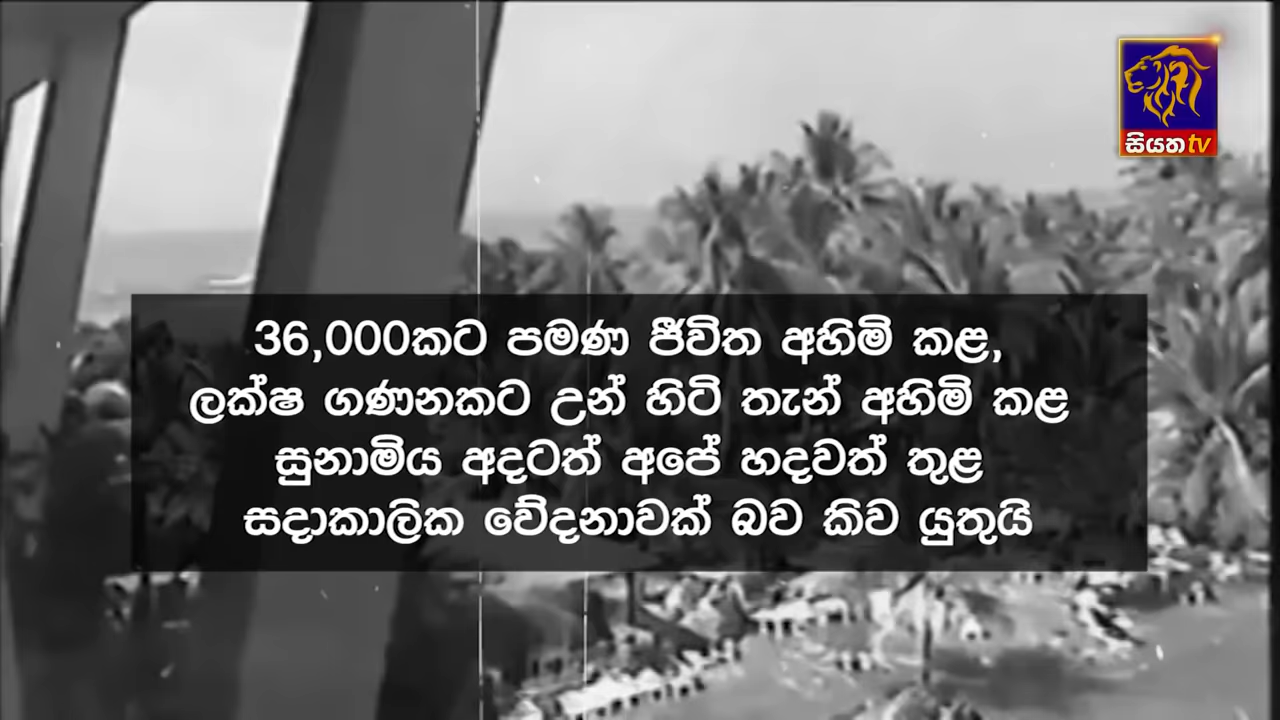 සියත tv
36,000කට පමණ ජීවිත අහිමි කළ,
ලක්ෂ ගණනකට උන් හිටි තැන් අහිමි කළ
සුනාමිය අදටත් අපේ හදවත් තුළ
සදාකාලික වේදනාවක් බව කිව යුතුයි